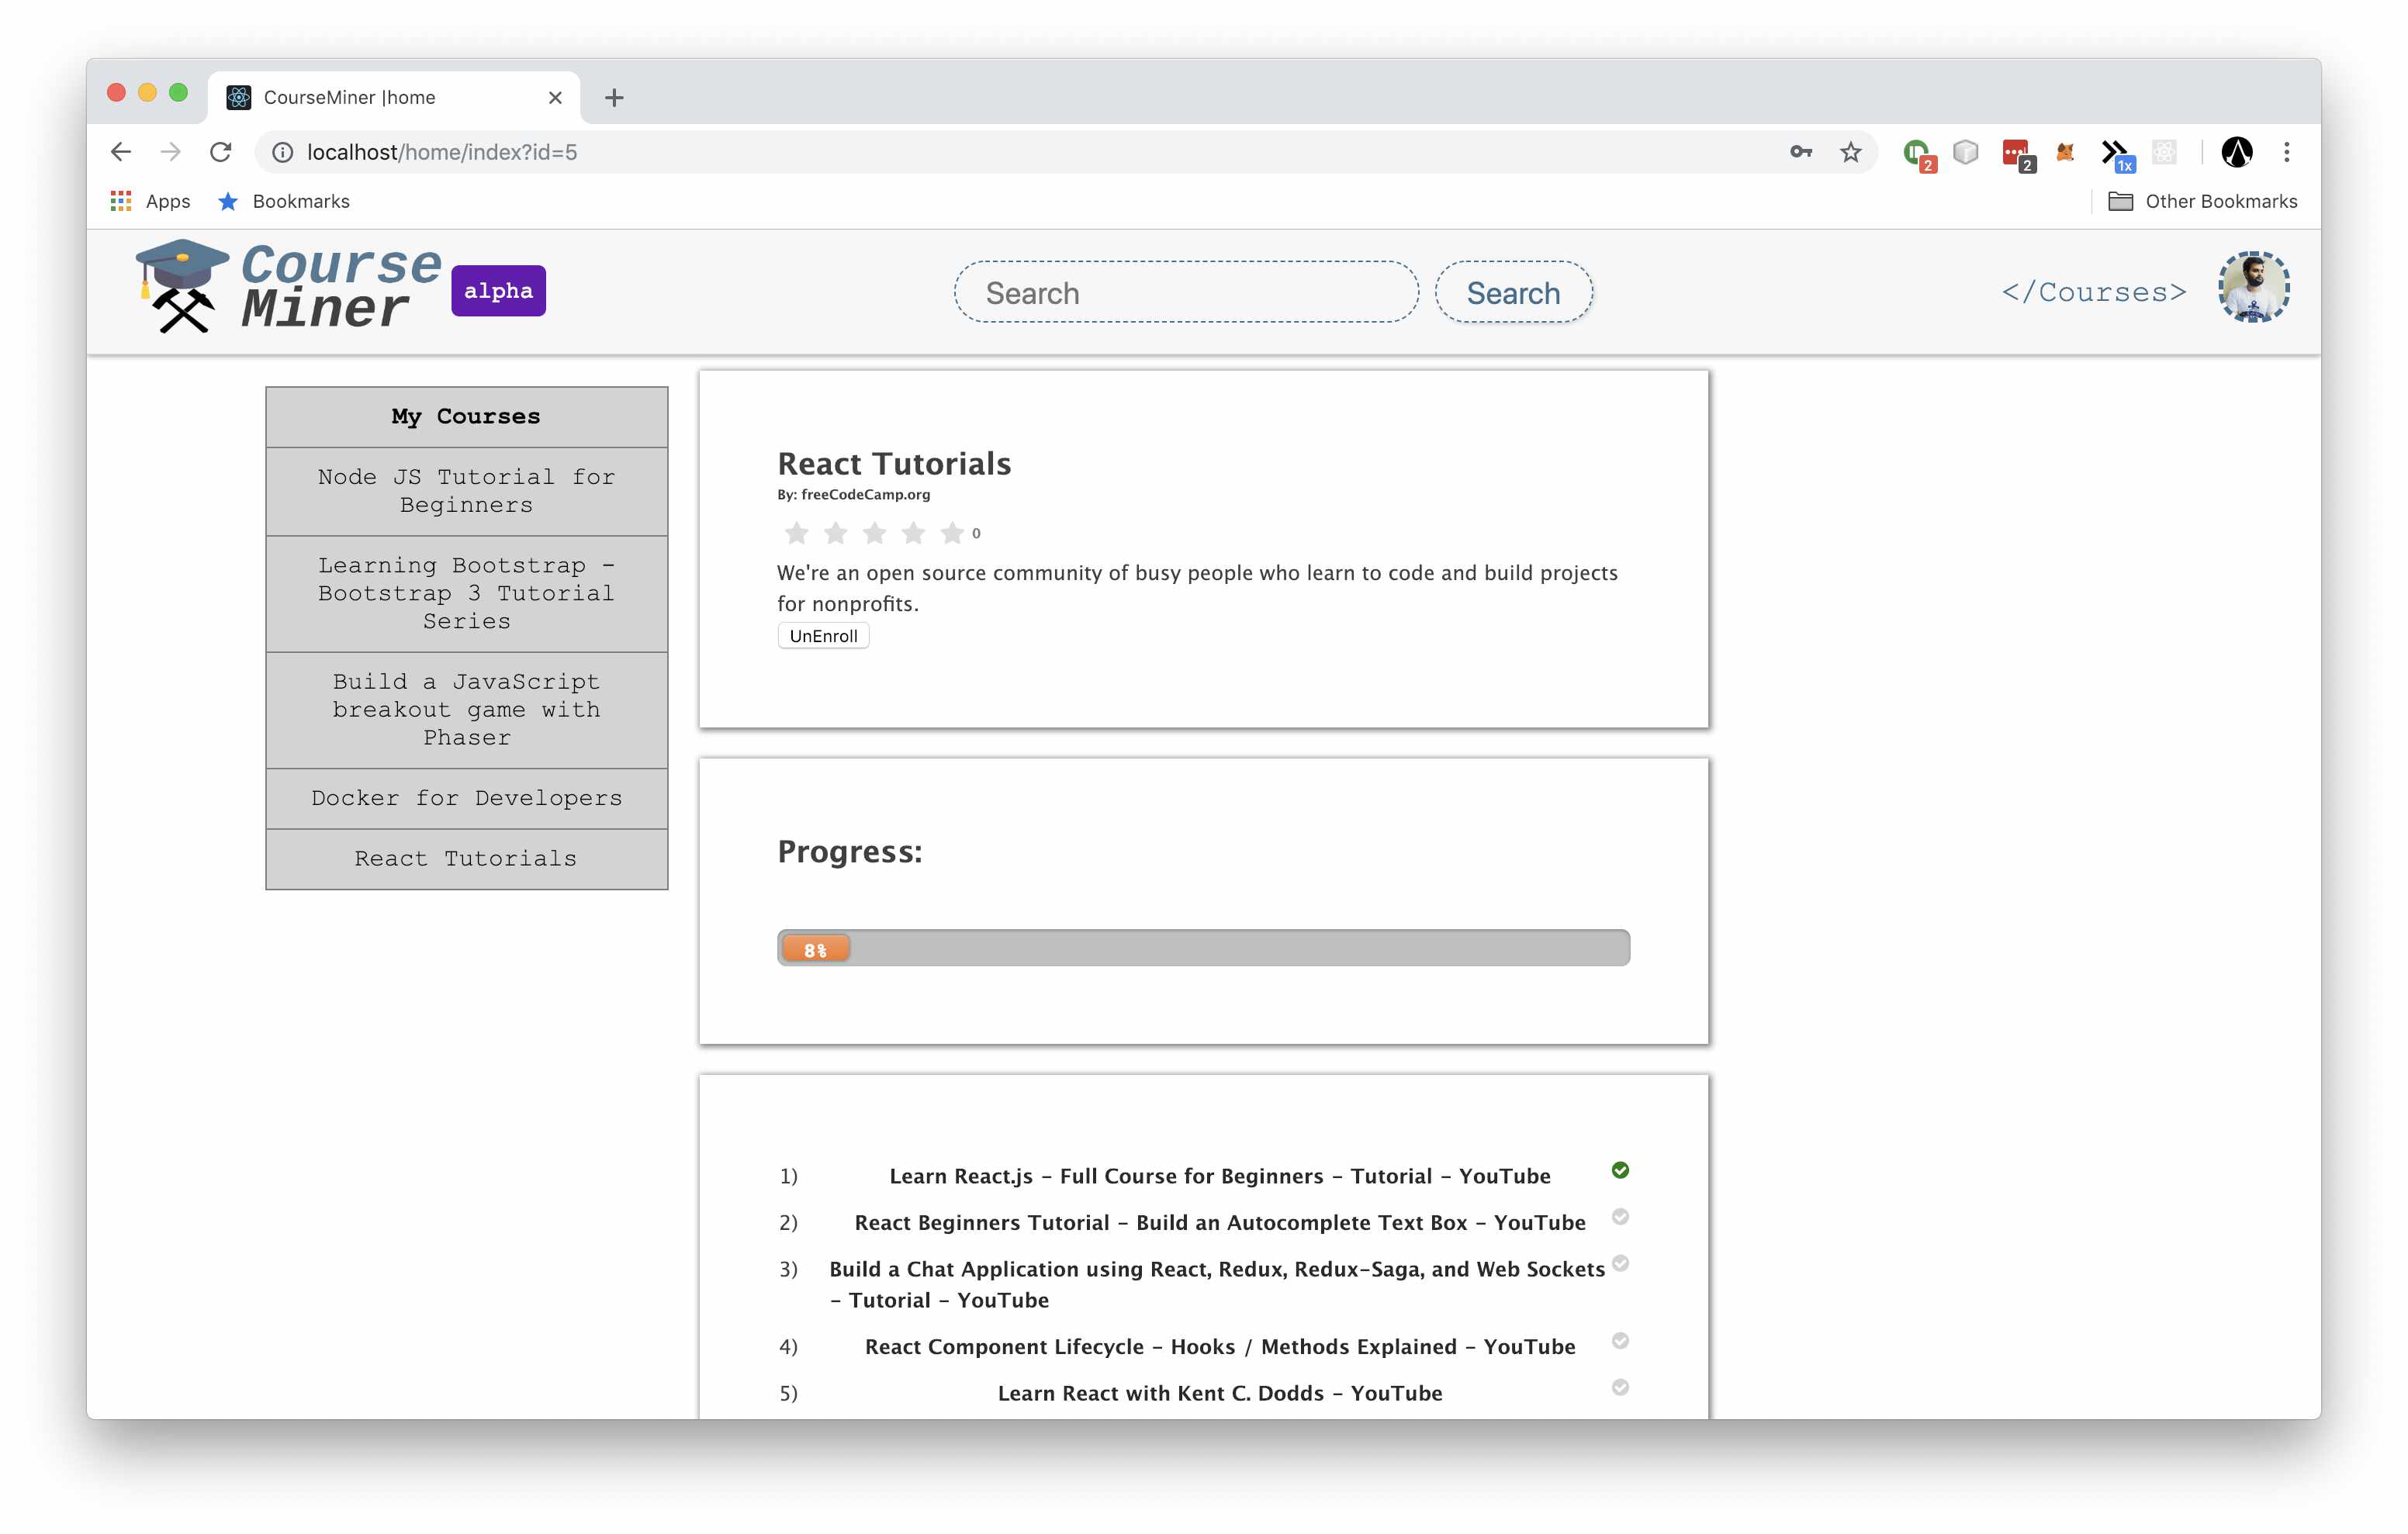 CourseMiner |home
localhost/home/index?id=5
2
2
1x
Apps
Bookmarks
Other Bookmarks
Course
Miner
alpha
Search
Search
</Courses>
My Courses
Node JS Tutorial for
Beginners
Learning Bootstrap -
Bootstrap 3 Tutorial
Series
Build a JavaScript
breakout game with
Phaser
Docker for Developers
React Tutorials
React Tutorials
By: freeCodeCamp.org
0
We're an open source community of busy people who learn to code and build projects
for nonprofits.
UnEnroll
Progress:
8%
1) Learn React.js - Full Course for Beginners - Tutorial - YouTube
2) React Beginners Tutorial - Build an Autocomplete Text Box - YouTube
3) Build a Chat Application using React, Redux, Redux-Saga, and Web Sockets
- Tutorial - YouTube
4) React Component Lifecycle - Hooks / Methods Explained - YouTube
5) Learn React with Kent C. Dodds - YouTube